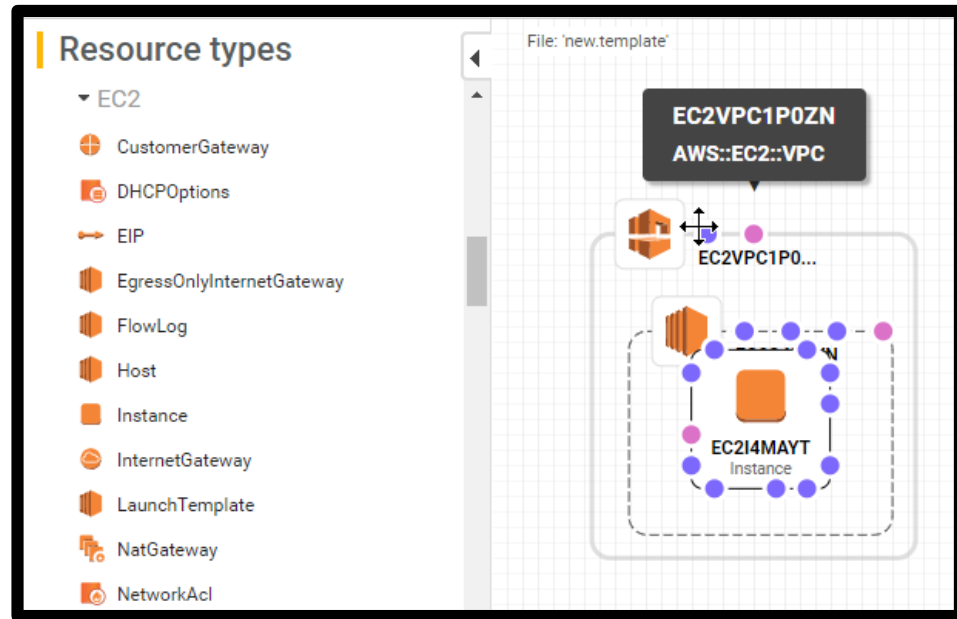 Resource types
EC2
CustomerGateway
DHCPOptions
EIP
EgressOnlyInternetGateway
FlowLog
Host
Instance
InternetGateway
LaunchTemplate
NatGateway
NetworkAcl
File: 'new.template'
EC2VPC1P0ZN
AWS::EC2::VPC
EC2VPC1P0...
EC2I4MAYT
Instance